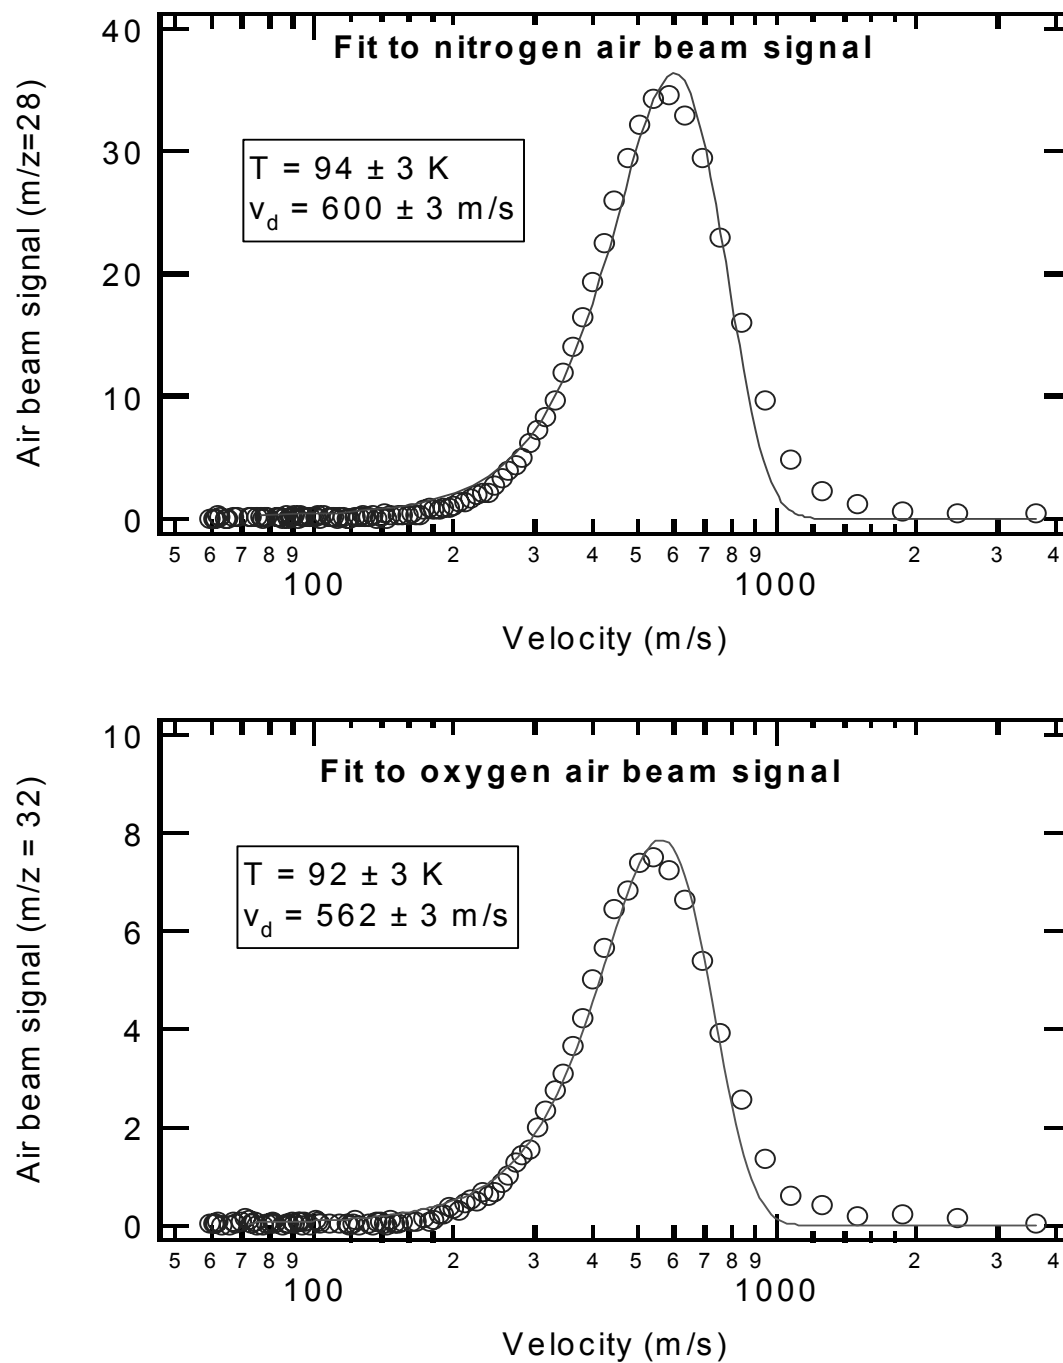 Fit to nitrogen air beam signal
Air beam signal (m/z=28)
40
30
20
10
0
T = 94 ± 3 K
v_d = 600 ± 3 m/s
5 6 7 8 9 2 3 4 5 6 7 8 9 2 3 4
100 1000
Velocity (m/s)
Fit to oxygen air beam signal
Air beam signal (m/z = 32)
10
8
6
4
2
0
T = 92 ± 3 K
v_d = 562 ± 3 m/s
5 6 7 8 9 2 3 4 5 6 7 8 9 2 3 4
100 1000
Velocity (m/s)